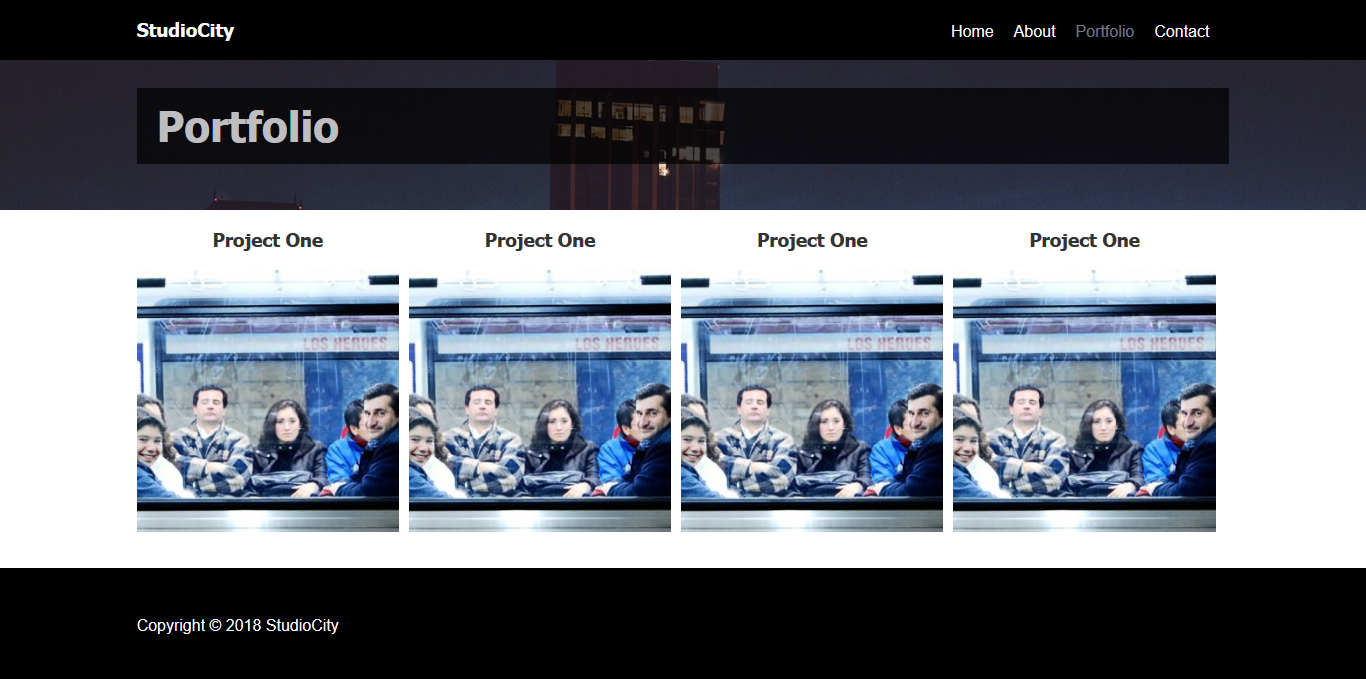 StudioCity
Home About Portfolio Contact
Portfolio
Project One Project One Project One Project One
LOS HEROES LOS HEROES LOS HEROES LOS HEROES
Copyright © 2018 StudioCity